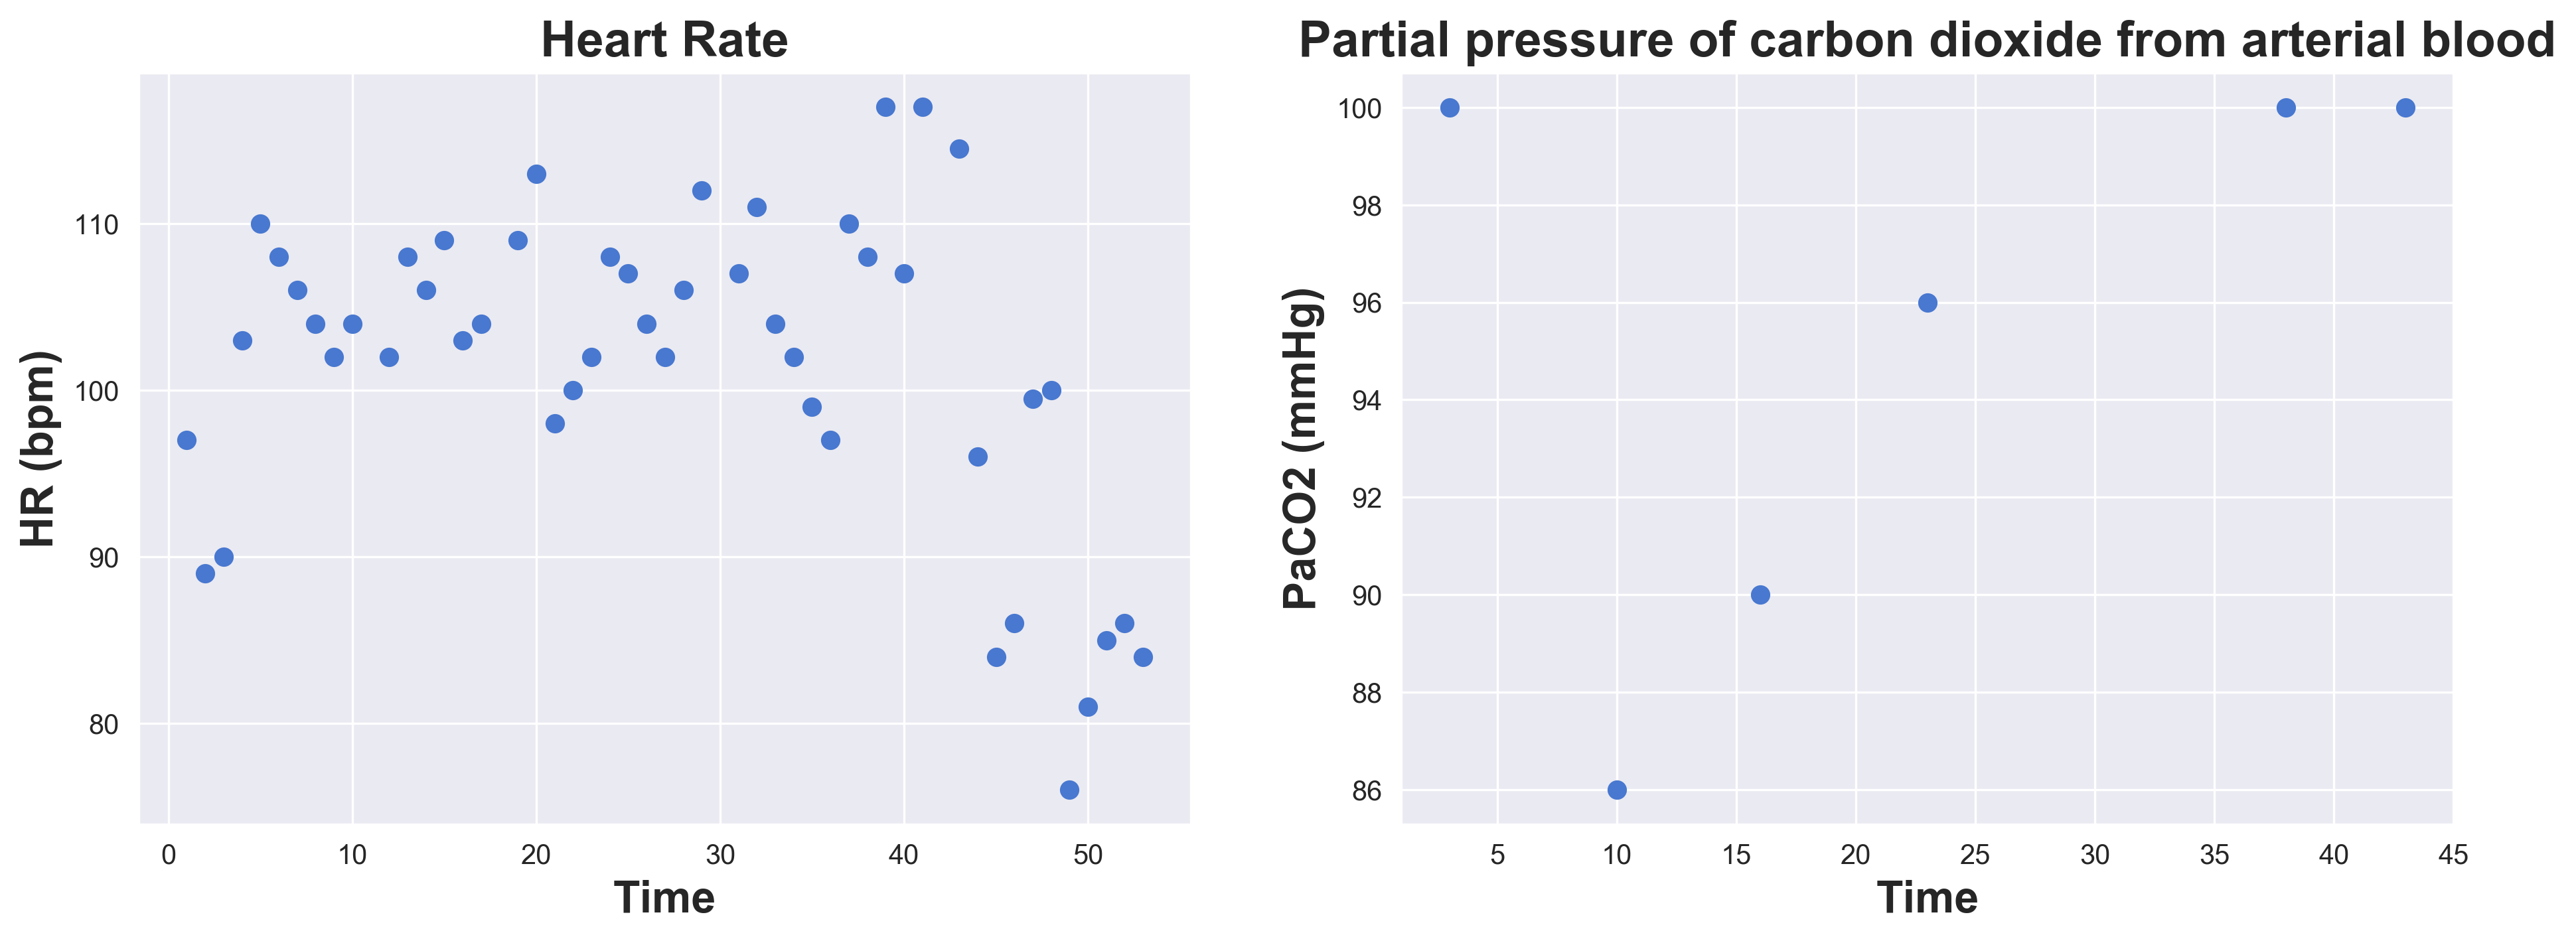 Heart Rate
HR (bpm)
110
100
90
80
0 10 20 30 40 50
Time
Partial pressure of carbon dioxide from arterial blood
PaCO2 (mmHg)
100
98
96
94
92
90
88
86
5 10 15 20 25 30 35 40 45
Time